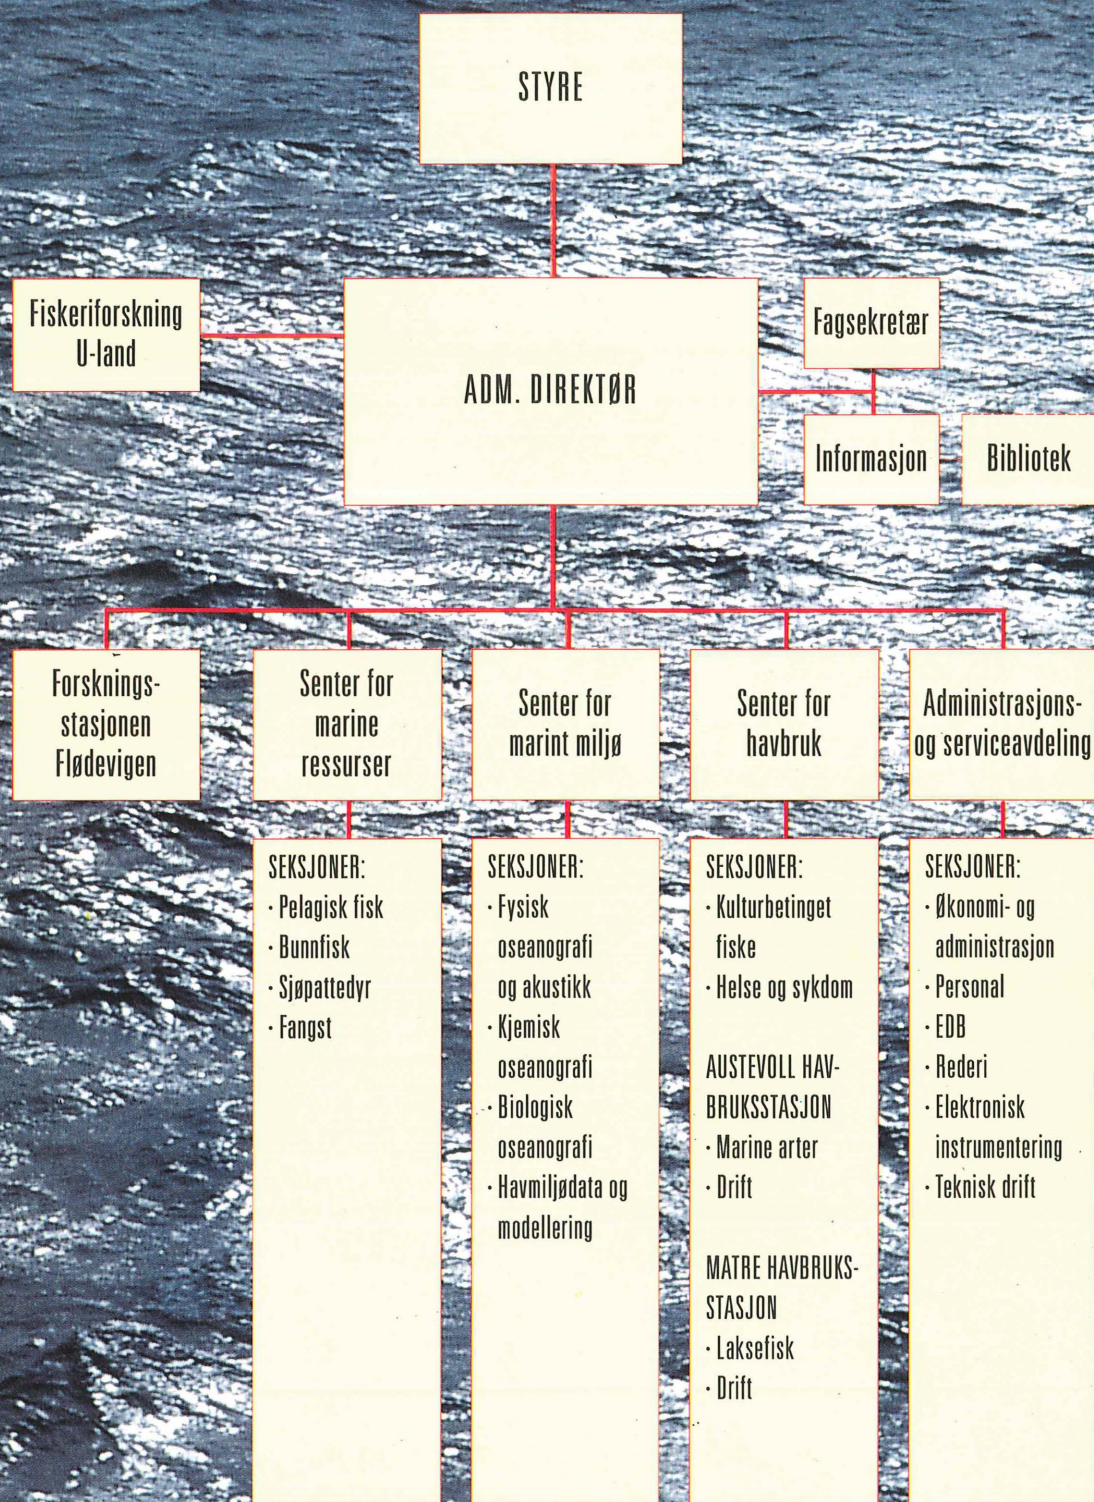 STYRE
Fiskeriforskning
U-land
ADM. DIREKTØR
Fagsekretær
Informasjon
Bibliotek
Forsknings-
stasjonen
Flødevigen
Senter for
marine
ressurser
Senter for
marint miljø
Senter for
havbruk
Administrasjons-
og serviceavdeling
SEKSJONER:
· Pelagisk fisk
· Bunnfisk
· Sjøpattedyr
· Fangst
SEKSJONER:
· Fysisk
oseanografi
og akustikk
· Kjemisk
oseanografi
· Biologisk
oseanografi
· Havmiljødata og
modellering
SEKSJONER:
· Kulturbetinget
fiske
· Helse og sykdom
AUSTEVOLL HAV-
BRUKSSTASJON
· Marine arter
· Drift
MATRE HAVBRUKS-
STASJON
· Laksefisk
· Drift
SEKSJONER:
· Økonomi- og
administrasjon
· Personal
· EDB
· Rederi
· Elektronisk
instrumentering
· Teknisk drift